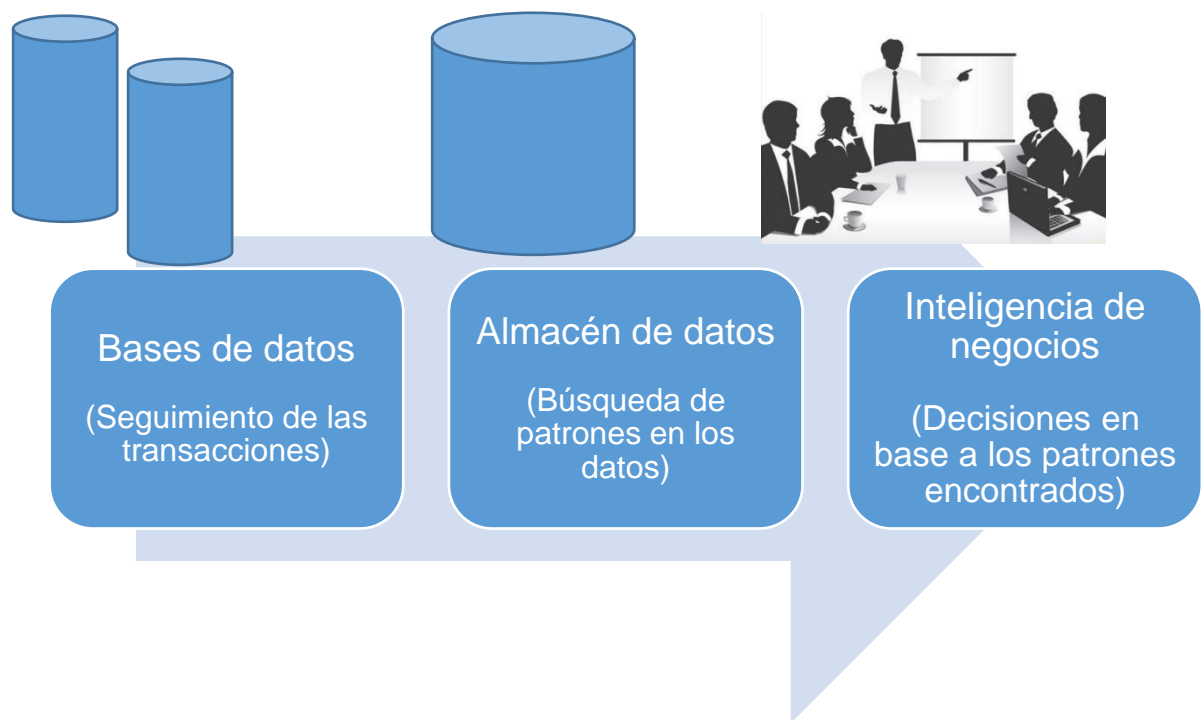 Bases de datos
(Seguimiento de las
transacciones)
Almacén de datos
(Búsqueda de
patrones en los
datos)
Inteligencia de
negocios
(Decisiones en
base a los patrones
encontrados)